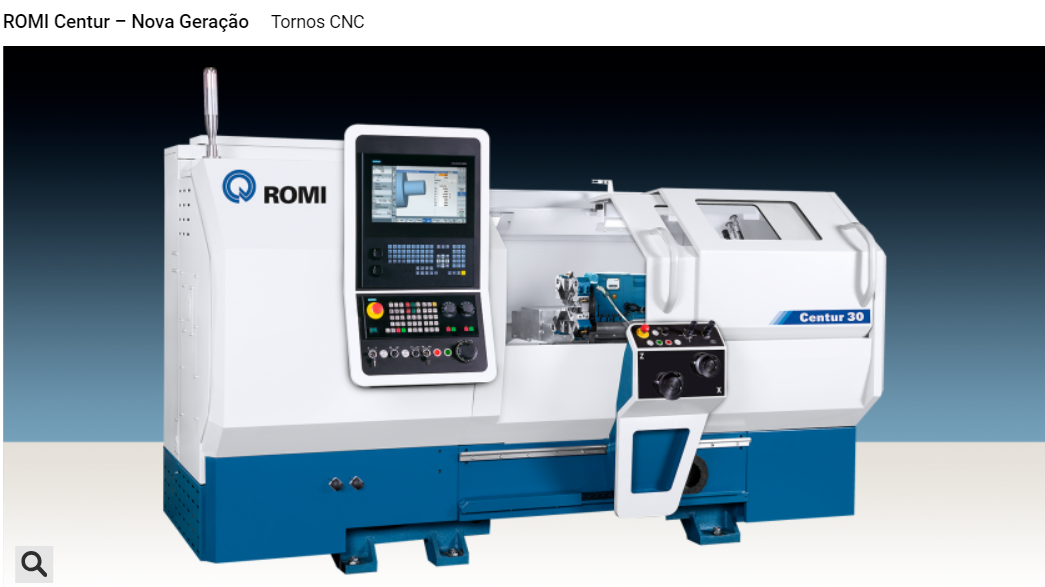 ROMI Centur – Nova Geração Tornos CNC
ROMI
Centur 30
Z
X